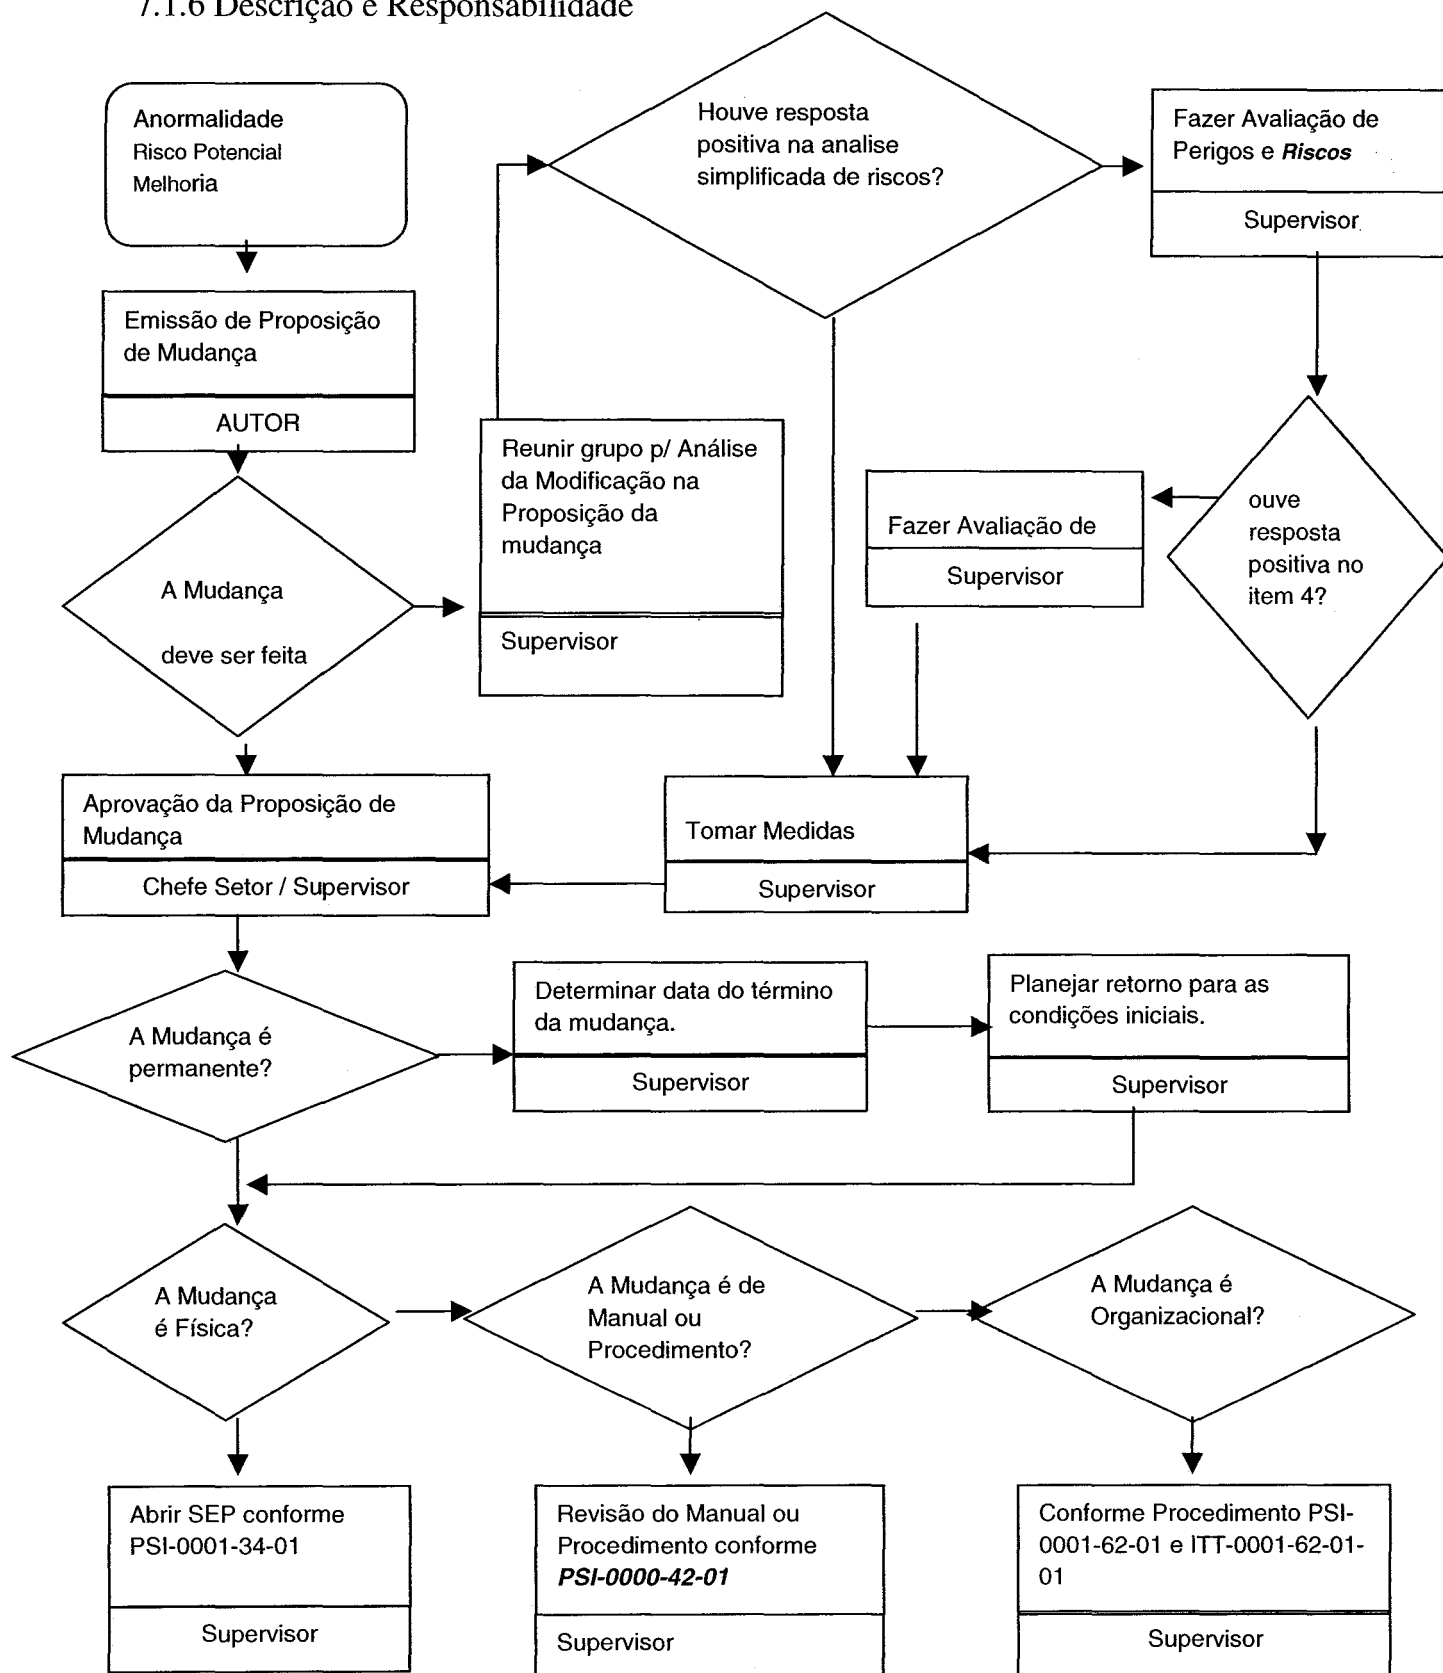 7.1.6 Descrição e Responsabilidade
Anormalidade
Risco Potencial
Melhoria
Houve resposta
positiva na analise
simplificada de riscos?
Fazer Avaliação de
Perigos e Riscos
Supervisor
Emissão de Proposição
de Mudança
AUTOR
Reunir grupo p/ Análise
da Modificação na
Proposição da
mudança
Supervisor
Fazer Avaliação de
Supervisor
ouve
resposta
positiva no
item 4?
A Mudança
deve ser feita
Aprovação da Proposição de
Mudança
Chefe Setor / Supervisor
Tomar Medidas
Supervisor
A Mudança é
permanente?
Determinar data do término
da mudança.
Supervisor
Planejar retorno para as
condições iniciais.
Supervisor
A Mudança
é Física?
A Mudança é de
Manual ou
Procedimento?
A Mudança é
Organizacional?
Abrir SEP conforme
PSI-0001-34-01
Supervisor
Revisão do Manual ou
Procedimento conforme
PSI-0000-42-01
Supervisor
Conforme Procedimento PSI-
0001-62-01 e ITT-0001-62-01-
01
Supervisor